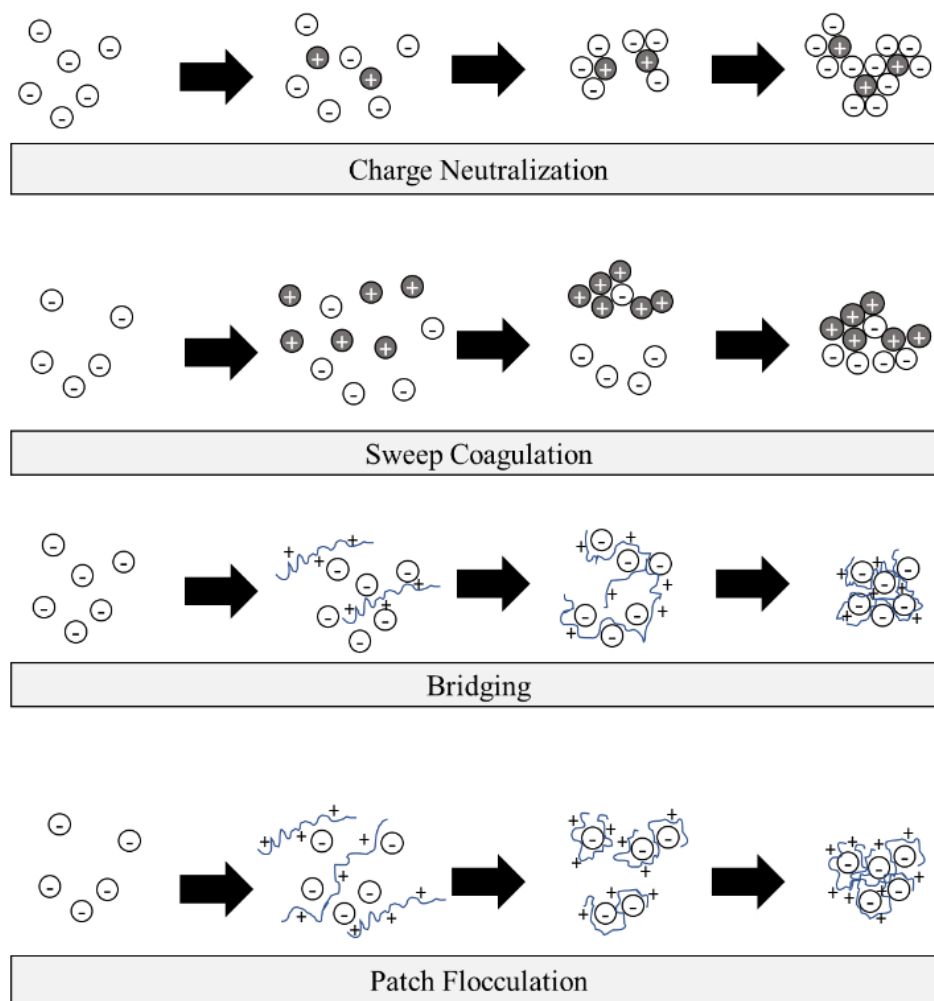 Charge Neutralization
Sweep Coagulation
Bridging
Patch Flocculation